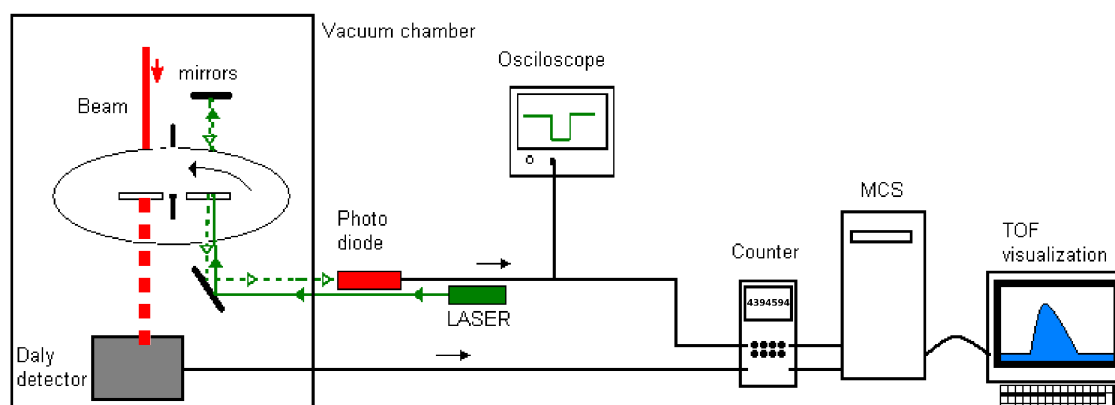 Vacuum chamber
mirrors
Beam
Osciloscope
MCS
Photo
diode
Counter
TOF
visualization
4394594
LASER
Daly
detector